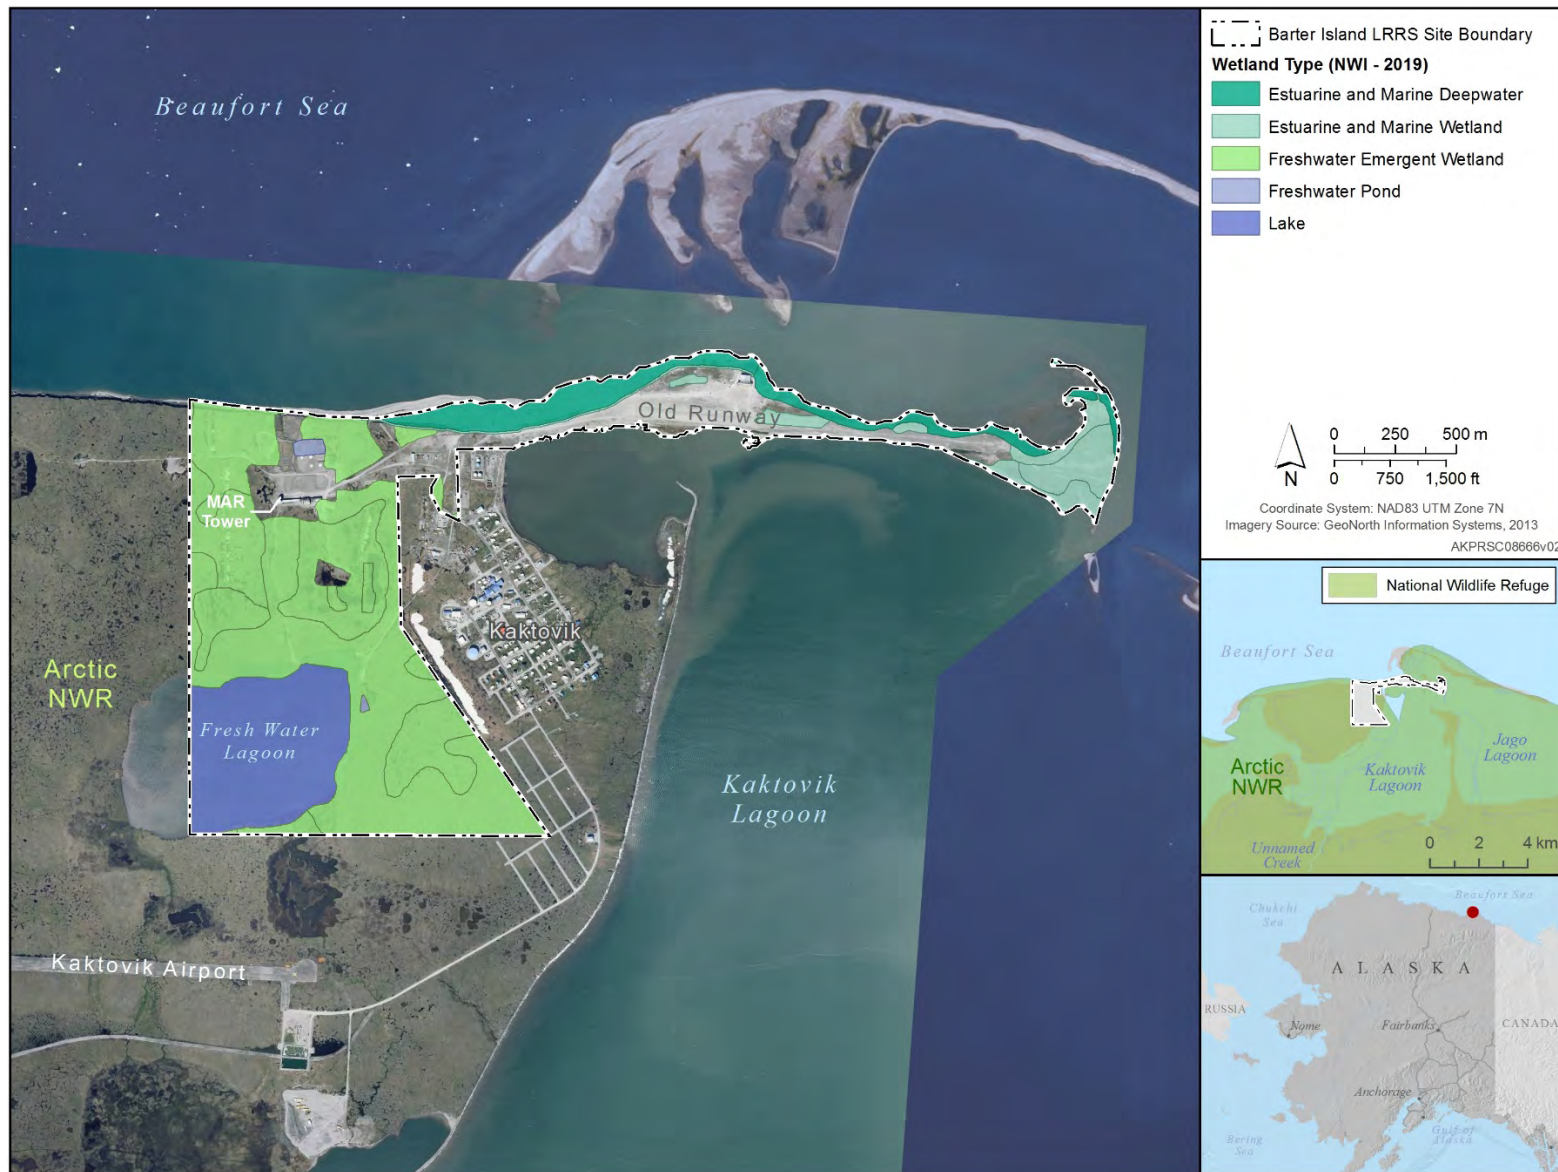 Beaufort Sea
Old Runway
MAR
Tower
Kaktovik
Arctic
NWR
Fresh Water
Lagoon
Kaktovik
Lagoon
Kaktovik Airport
Barter Island LRRS Site Boundary
Wetland Type (NWI - 2019)
Estuarine and Marine Deepwater
Estuarine and Marine Wetland
Freshwater Emergent Wetland
Freshwater Pond
Lake
N
0 250 500 m
0 750 1,500 ft
Coordinate System: NAD83 UTM Zone 7N
Imagery Source: GeoNorth Information Systems, 2013
AKPRSC08666v02
National Wildlife Refuge
Beaufort Sea
Jago
Lagoon
Arctic
NWR
Kaktovik
Lagoon
Unnamed
Creek
0 2 4 km
Beaufort Sea
Chukchi
Sea
ALASKA
RUSSIA
Nome
Fairbanks
CANADA
Anchorage
Gulf of
Alaska
Bering
Sea